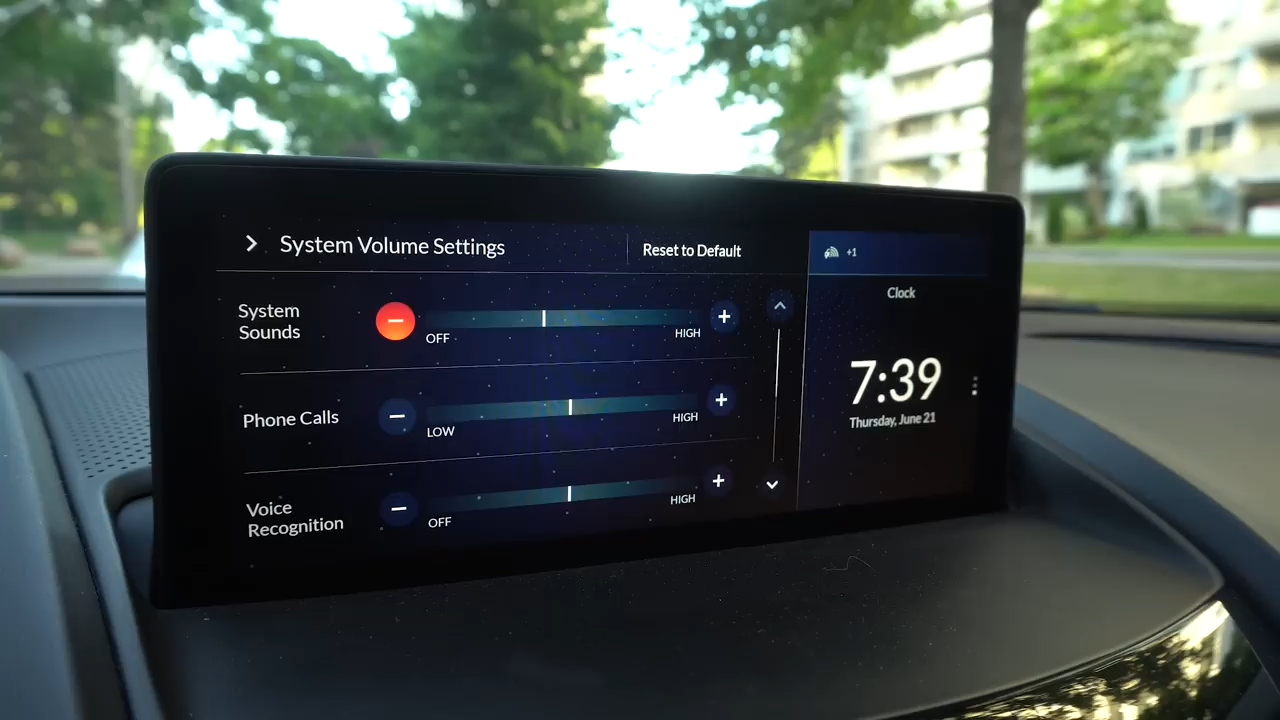 System Volume Settings
Reset to Default
+1
Clock
System
Sounds
OFF
HIGH
Phone Calls
LOW
HIGH
Voice
Recognition
OFF
HIGH
7:39
Thursday, June 21